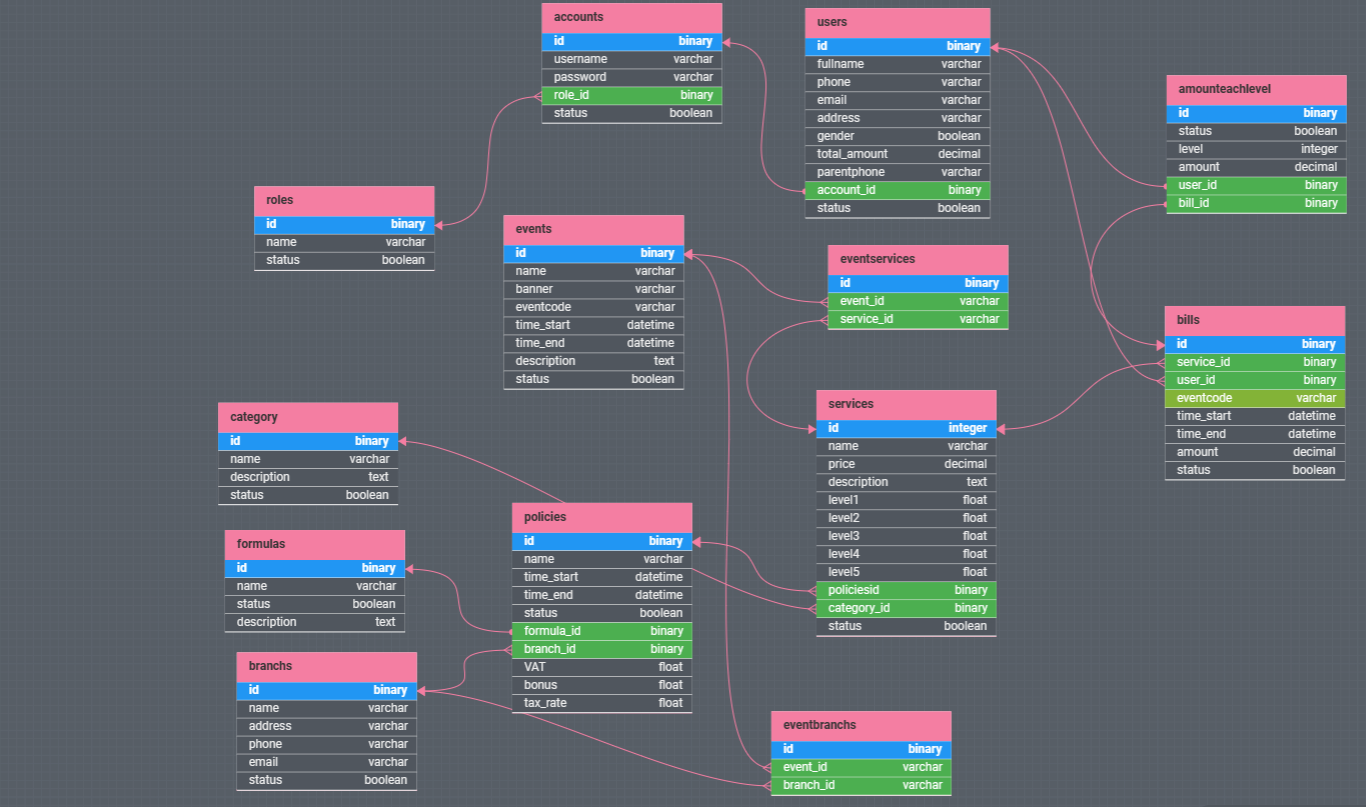 accounts
id binary
username varchar
password varchar
role_id binary
status boolean
users
id binary
fullname varchar
phone varchar
email varchar
address varchar
gender boolean
total_amount decimal
parentphone varchar
account_id binary
status boolean
amounteachlevel
id binary
status boolean
level integer
amount decimal
user_id binary
bill_id binary
roles
id binary
name varchar
status boolean
events
id binary
name varchar
banner varchar
eventcode varchar
time_start datetime
time_end datetime
description text
status boolean
eventservices
id binary
event_id varchar
service_id varchar
bills
id binary
service_id binary
user_id binary
eventcode varchar
time_start datetime
time_end datetime
amount decimal
status boolean
category
id binary
name varchar
description text
status boolean
services
id integer
name varchar
price decimal
description text
level1 float
level2 float
level3 float
level4 float
level5 float
policiesid binary
category_id binary
status boolean
formulas
id binary
name varchar
status boolean
description text
policies
id binary
name varchar
time_start datetime
time_end datetime
status boolean
formula_id binary
branch_id binary
VAT float
bonus float
tax_rate float
branchs
id binary
name varchar
address varchar
phone varchar
email varchar
status boolean
eventbranchs
id binary
event_id varchar
branch_id varchar